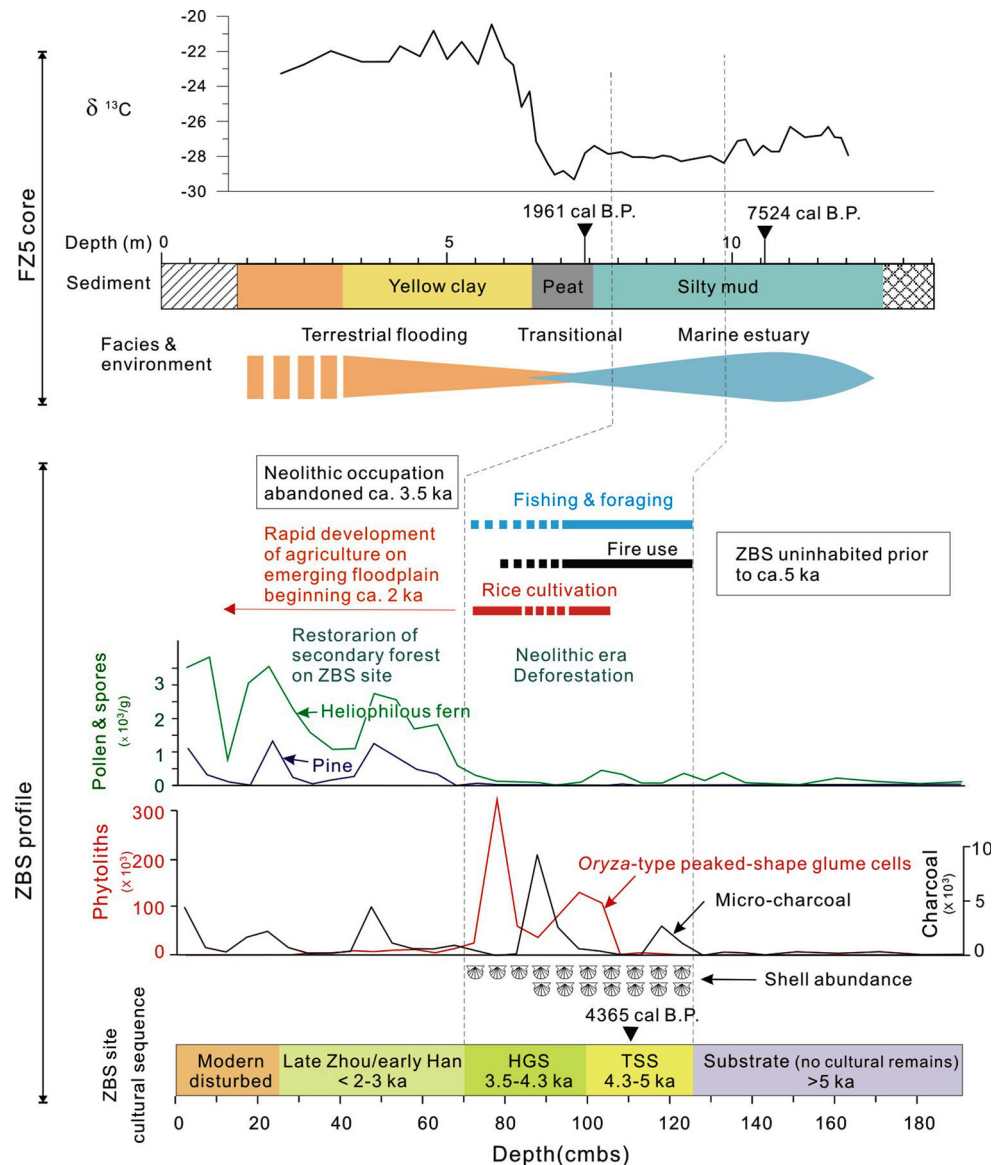 -20
-22
-24
-26
-28
-30
δ 13C
FZ5 core
1961 cal B.P.
7524 cal B.P.
Depth (m)
0
5
10
Sediment
Yellow clay
Peat
Silty mud
Facies &
environment
Terrestrial flooding
Transitional
Marine estuary
ZBS profile
Neolithic occupation
abandoned ca. 3.5 ka
Fishing & foraging
Fire use
Rice cultivation
ZBS uninhabited prior
to ca.5 ka
Rapid development
of agriculture on
emerging floodplain
beginning ca. 2 ka
Restorarion of
secondary forest
on ZBS site
Neolithic era
Deforestation
Pollen & spores
(x 10³/g)
3
2
1
0
Heliophilous fern
Pine
Phytoliths
(x 10³)
300
200
100
0
Oryza-type peaked-shape glume cells
Micro-charcoal
Charcoal
(x 10³)
10
5
0
Shell abundance
4365 cal B.P.
ZBS site
cultural sequence
Modern
disturbed
Late Zhou/early Han
< 2-3 ka
HGS
3.5-4.3 ka
TSS
4.3-5 ka
Substrate (no cultural remains)
>5 ka
0 20 40 60 80 100 120 140 160 180
Depth(cmbs)